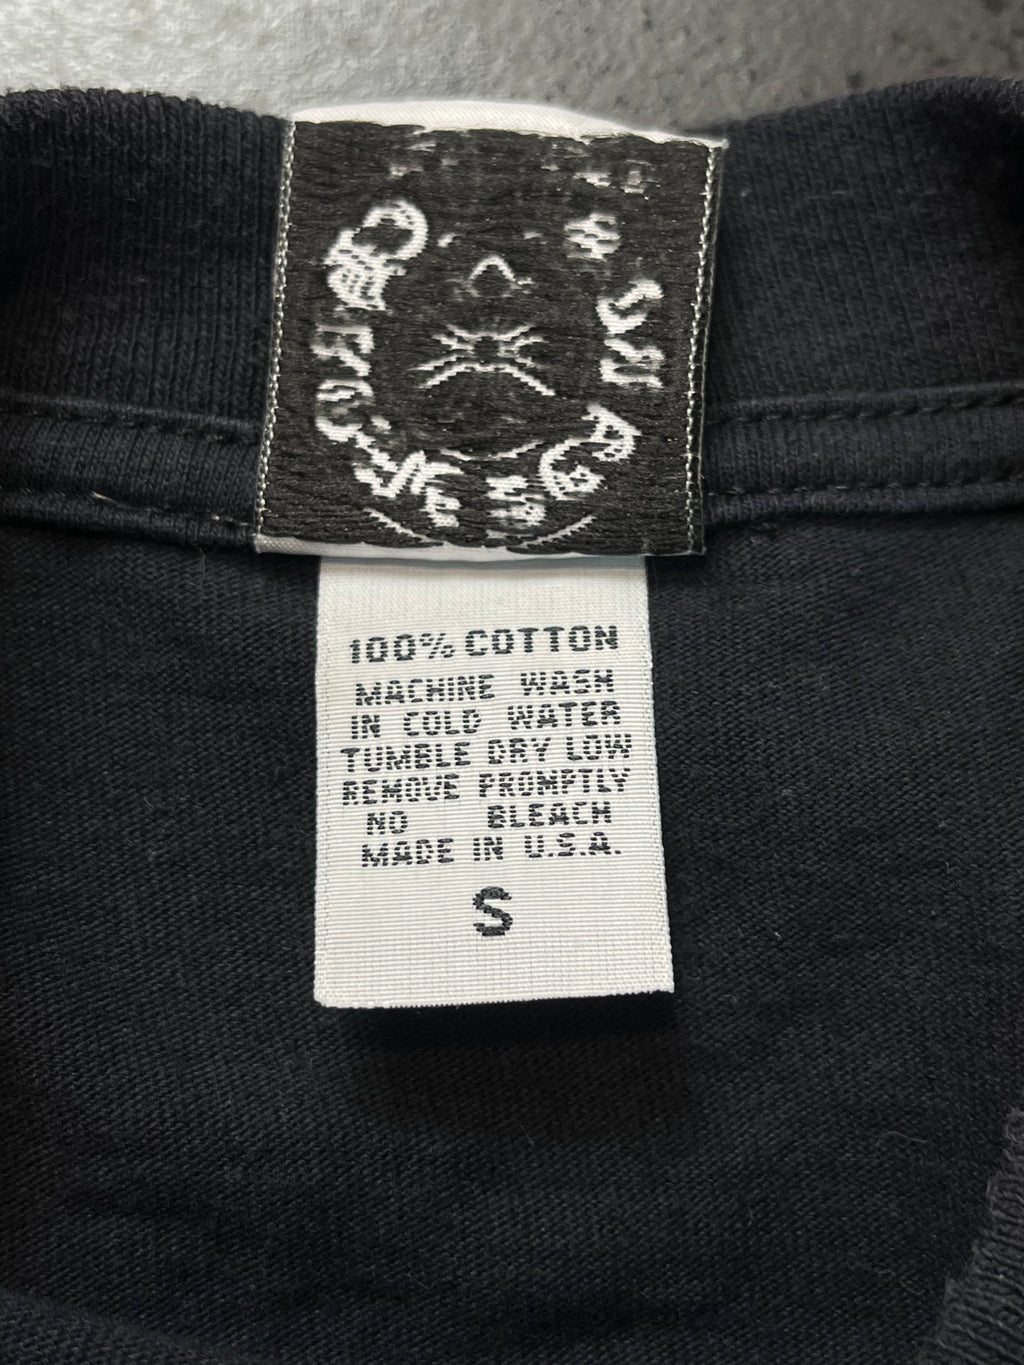 100% COTTON
MACHINE WASH
IN COLD WATER
TUMBLE DRY LOW
REMOVE PROMPTLY
NO BLEACH
MADE IN U.S.A.
S